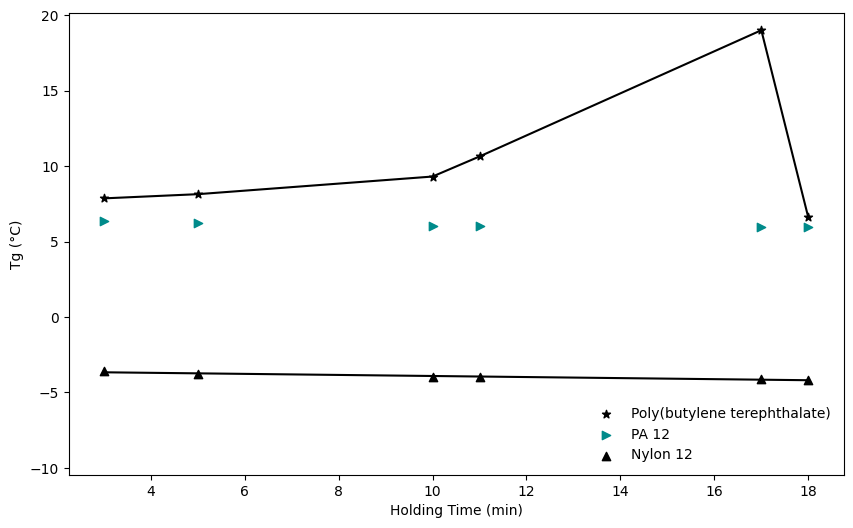 20
15
10
5
0
−5
−10
Tg (°C)
4 6 8 10 12 14 16 18
Holding Time (min)
Poly(butylene terephthalate)
PA 12
Nylon 12